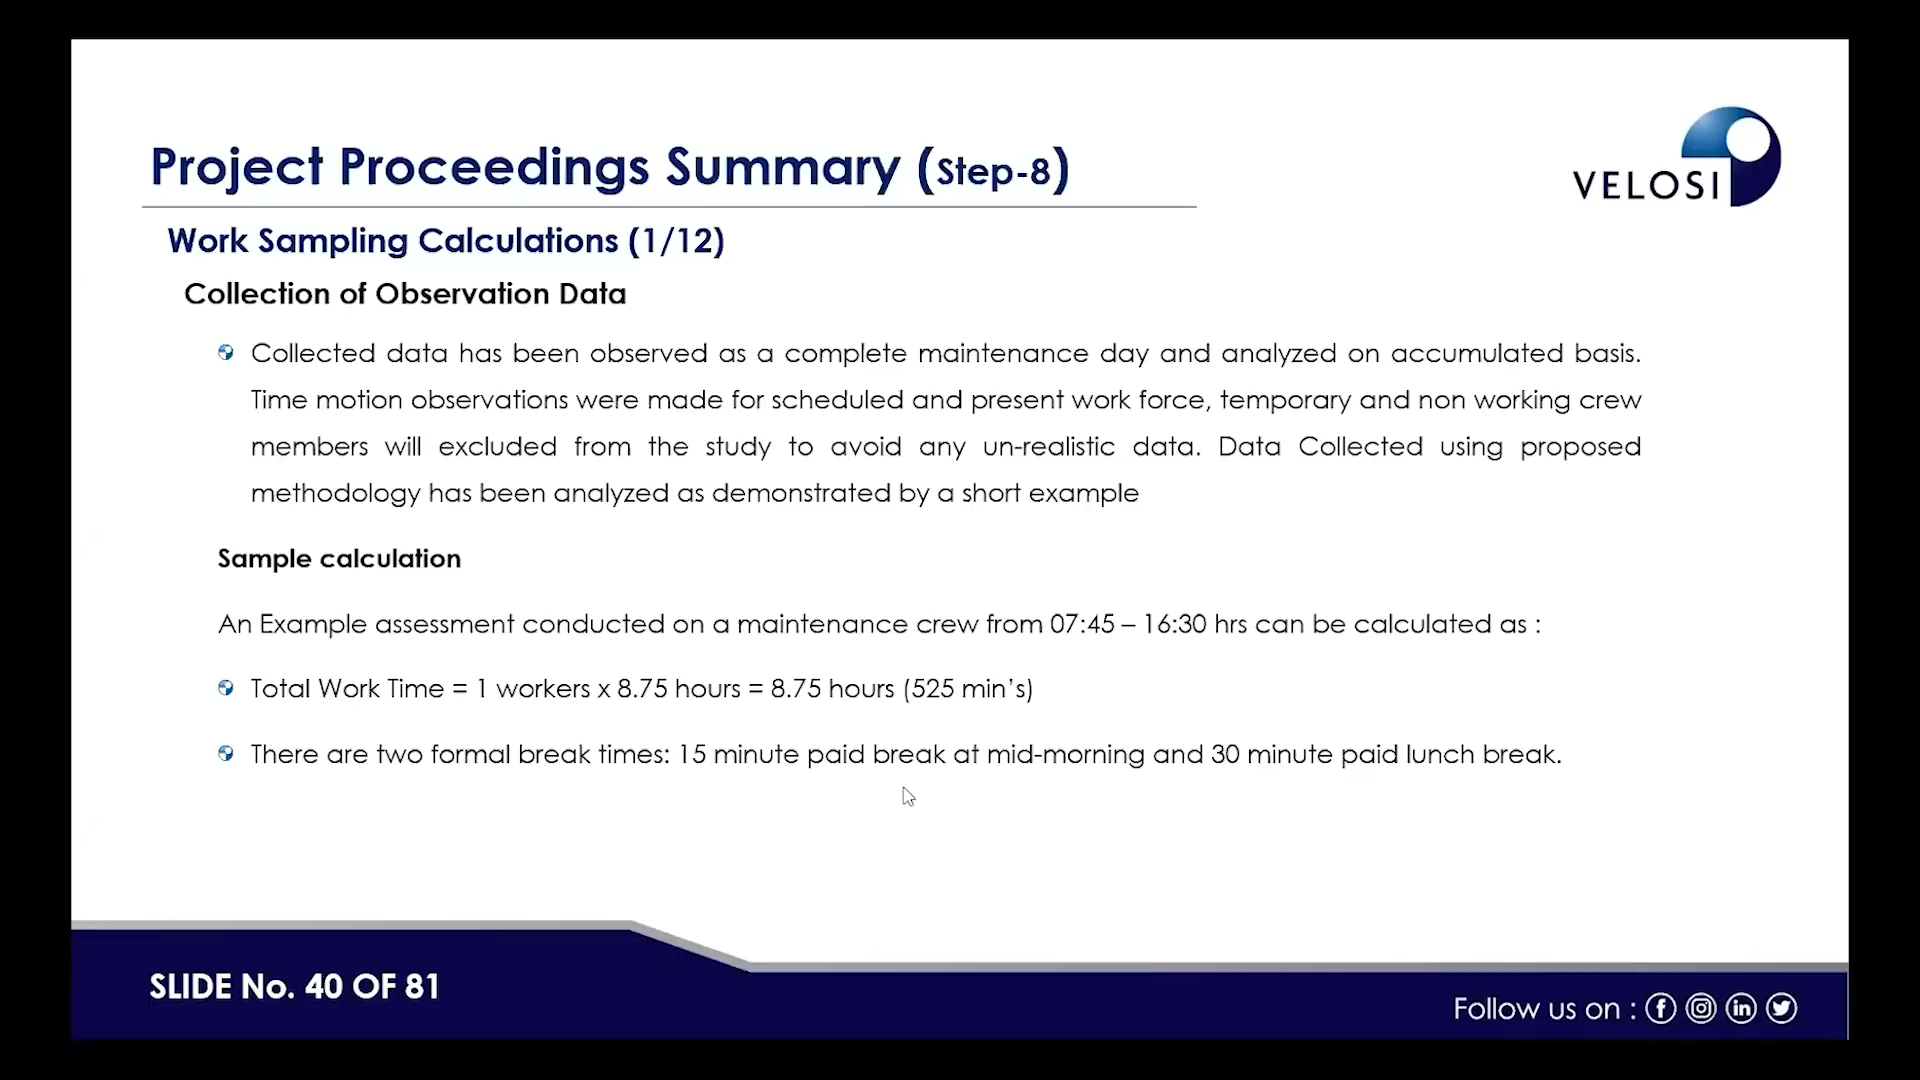 Project Proceedings Summary (Step-8)
VELOSI
Work Sampling Calculations (1/12)
Collection of Observation Data
Collected data has been observed as a complete maintenance day and analyzed on accumulated basis.
Time motion observations were made for scheduled and present work force, temporary and non working crew
members will excluded from the study to avoid any un-realistic data. Data Collected using proposed
methodology has been analyzed as demonstrated by a short example
Sample calculation
An Example assessment conducted on a maintenance crew from 07:45 – 16:30 hrs can be calculated as :
Total Work Time = 1 workers x 8.75 hours = 8.75 hours (525 min’s)
There are two formal break times: 15 minute paid break at mid-morning and 30 minute paid lunch break.
SLIDE No. 40 OF 81
Follow us on :